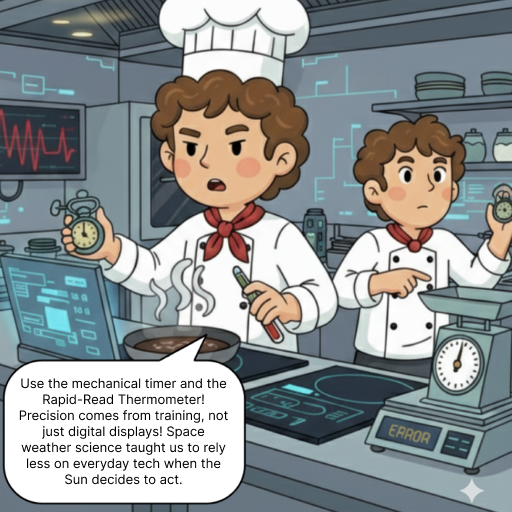 Use the mechanical timer and the
Rapid-Read Thermometer!
Precision comes from training, not
just digital displays! Space
weather science taught us to rely
less on everyday tech when the
Sun decides to act.
ERROR